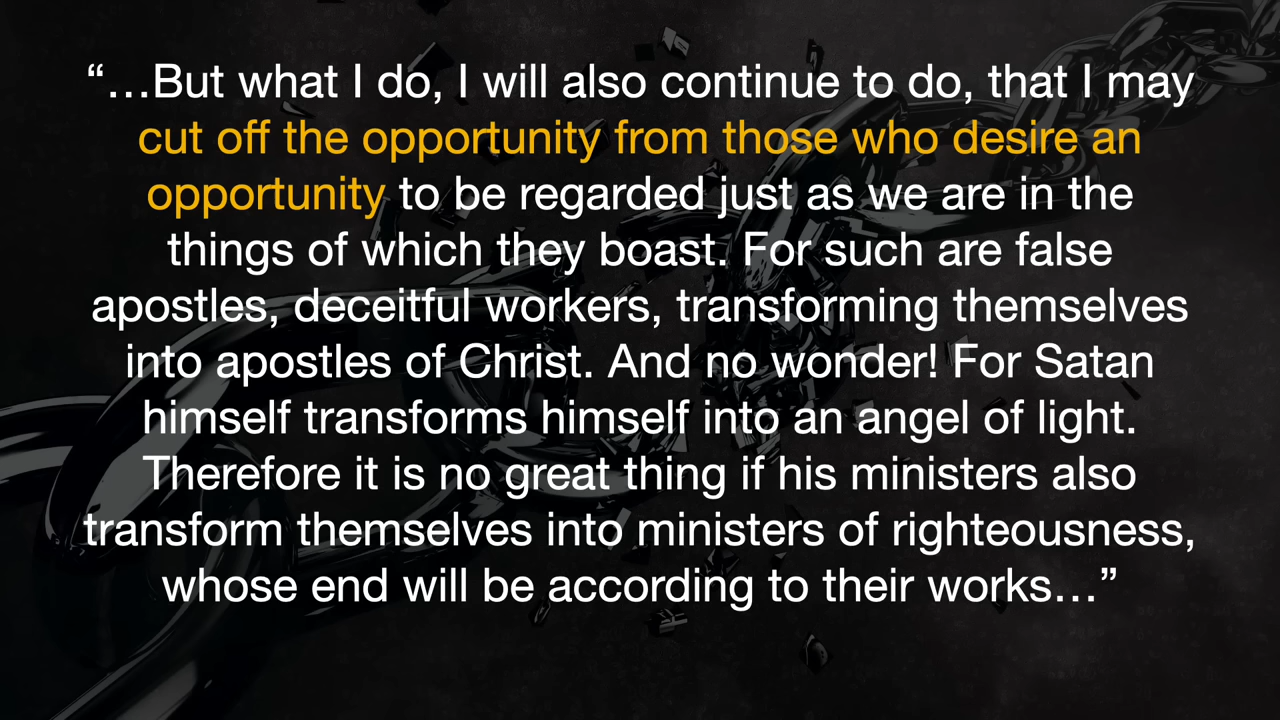 “…But what I do, I will also continue to do, that I may
cut off the opportunity from those who desire an
opportunity to be regarded just as we are in the
things of which they boast. For such are false
apostles, deceitful workers, transforming themselves
into apostles of Christ. And no wonder! For Satan
himself transforms himself into an angel of light.
Therefore it is no great thing if his ministers also
transform themselves into ministers of righteousness,
whose end will be according to their works…”